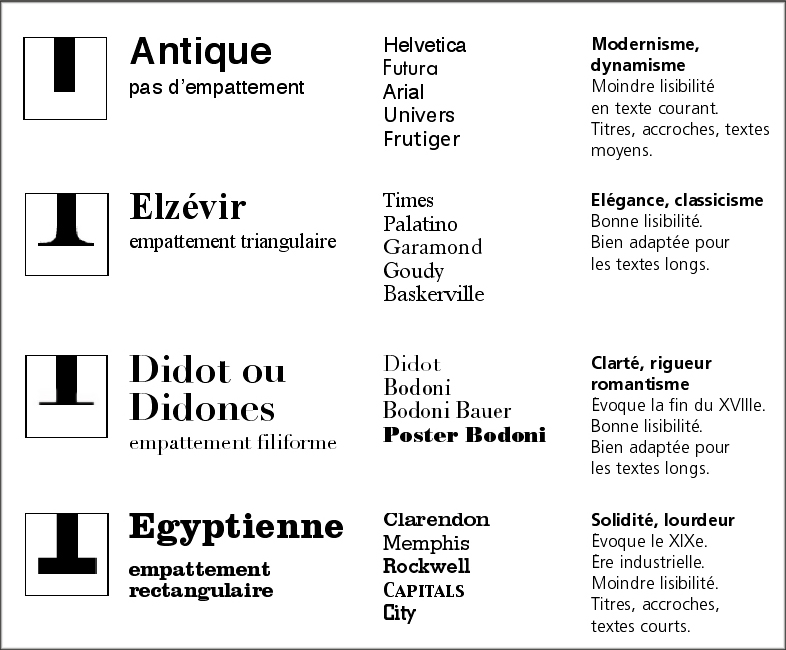 Antique
pas d'empattement
Helvetica
Futura
Arial
Univers
Frutiger
Modernisme,
dynamisme
Moindre lisibilité
en texte courant.
Titres, accroches, textes
moyens.
Elzévir
empattement triangulaire
Times
Palatino
Garamond
Goudy
Baskerville
Elégance, classicisme
Bonne lisibilité.
Bien adaptée pour
les textes longs.
Didot ou
Didones
empattement filiforme
Didot
Bodoni
Bodoni Bauer
Poster Bodoni
Clarté, rigueur
romantisme
Évoque la fin du XVIIIe.
Bonne lisibilité.
Bien adaptée pour
les textes longs.
Egyptienne
empattement
rectangulaire
Clarendon
Memphis
Rockwell
CAPITALS
City
Solidité, lourdeur
Évoque le XIXe.
Ère industrielle.
Moindre lisibilité.
Titres, accroches,
textes courts.